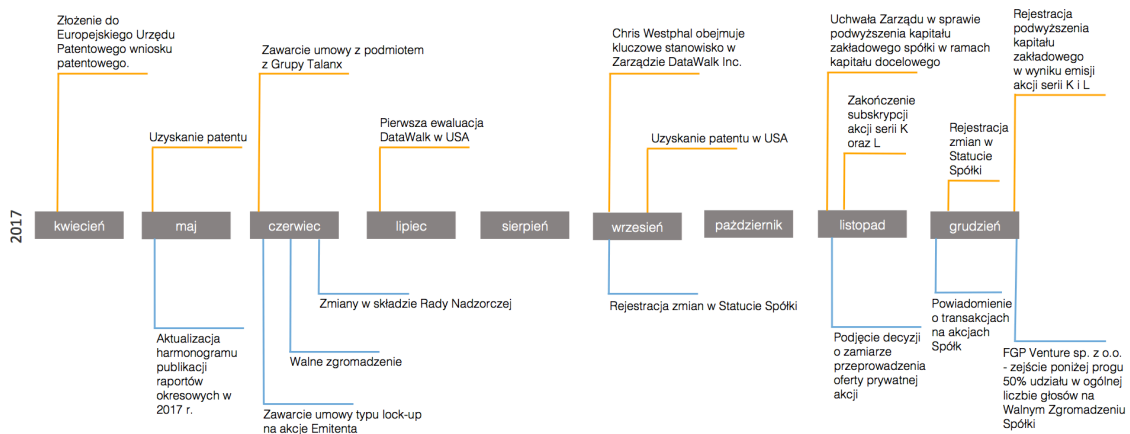 Złożenie do
Europejskiego Urzędu
Patentowego wniosku
patentowego.
Zawarcie umowy z podmiotem
z Grupy Talanx
Chris Westphal obejmuje
kluczowe stanowisko w
Zarządzie DataWalk Inc.
Uchwała Zarządu w sprawie
podwyższenia kapitału
zakładowego spółki w ramach
kapitału docelowego
Rejestracja
podwyższenia
kapitału
zakładowego
w wyniku emisji
akcji serii K i L
Uzyskanie patentu
Pierwsza ewaluacja
DataWalk w USA
Uzyskanie patentu w USA
Zakończenie
subskrypcji
akcji serii K
oraz L
Rejestracja
zmian w
Statucie
Spółki
2017
kwiecień
maj
czerwiec
lipiec
sierpień
wrzesień
październik
listopad
grudzień
Aktualizacja
harmonogramu
publikacji
raportów
okresowych w
2017 r.
Zmiany w składzie Rady Nadzorczej
Walne zgromadzenie
Zawarcie umowy typu lock-up
na akcje Emitenta
Rejestracja zmian w Statucie Spółki
Podjęcie decyzji
o zamiarze
przeprowadzenia
oferty prywatnej
akcji
Powiadomienie
o transakcjach
na akcjach
Spółk
FGP Venture sp. z o.o.
- zejście poniżej progu
50% udziału w ogólnej
liczbie głosów na
Walnym Zgromadzeniu
Spółki